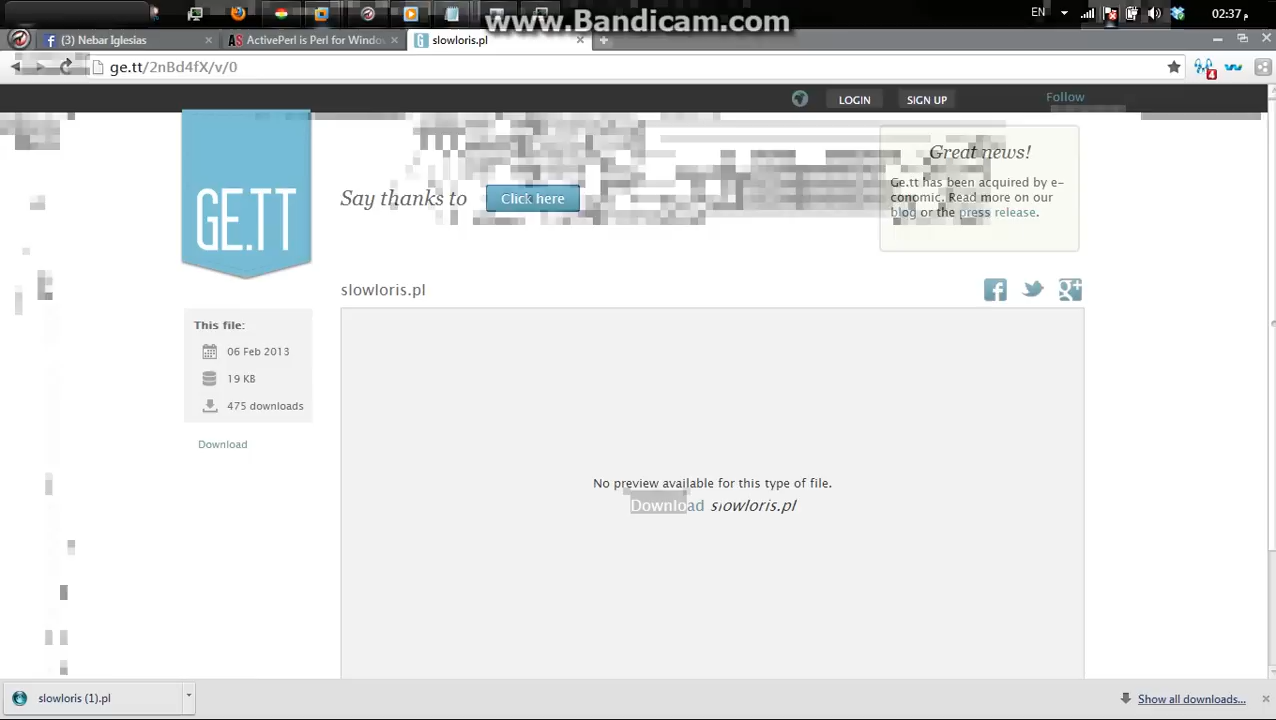 www.Bandicam.com
EN
02:37 م
(3) Nebar Iglesias
ActivePerl is Perl for Window
slowloris.pl
ge.tt/2nBd4fX/v/0
4
LOGIN
SIGN UP
Follow
GE.TT
Say thanks to
Click here
Great news!
Ge.tt has been acquired by e-
conomic. Read more on our
blog or the press release.
slowloris.pl
This file:
06 Feb 2013
19 KB
475 downloads
Download
No preview available for this type of file.
Download slowloris.pl
slowloris (1).pl
Show all downloads...